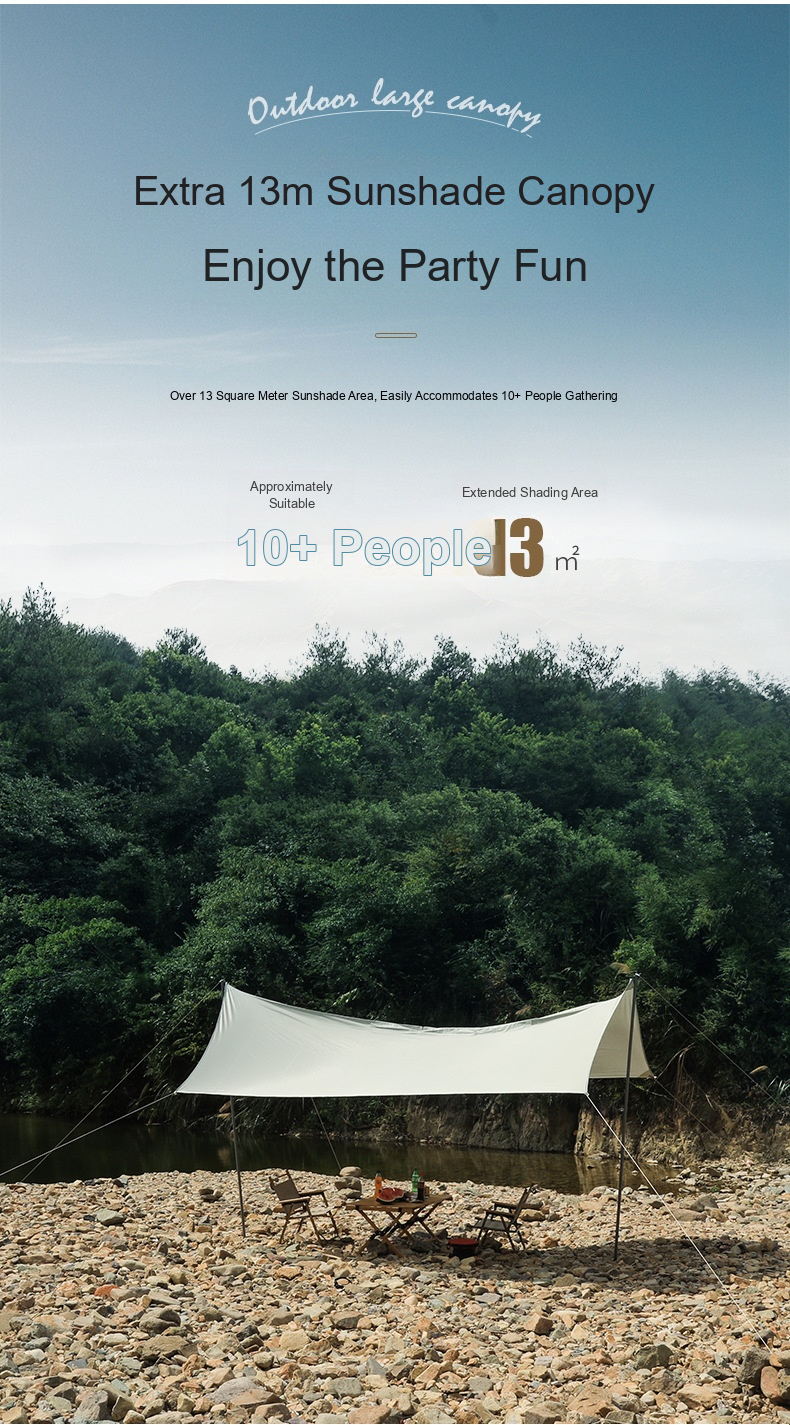 Outdoor large canopy
Extra 13m Sunshade Canopy
Enjoy the Party Fun
Over 13 Square Meter Sunshade Area, Easily Accommodates 10+ People Gathering
Approximately
Suitable
10+ People
Extended Shading Area
13 m²